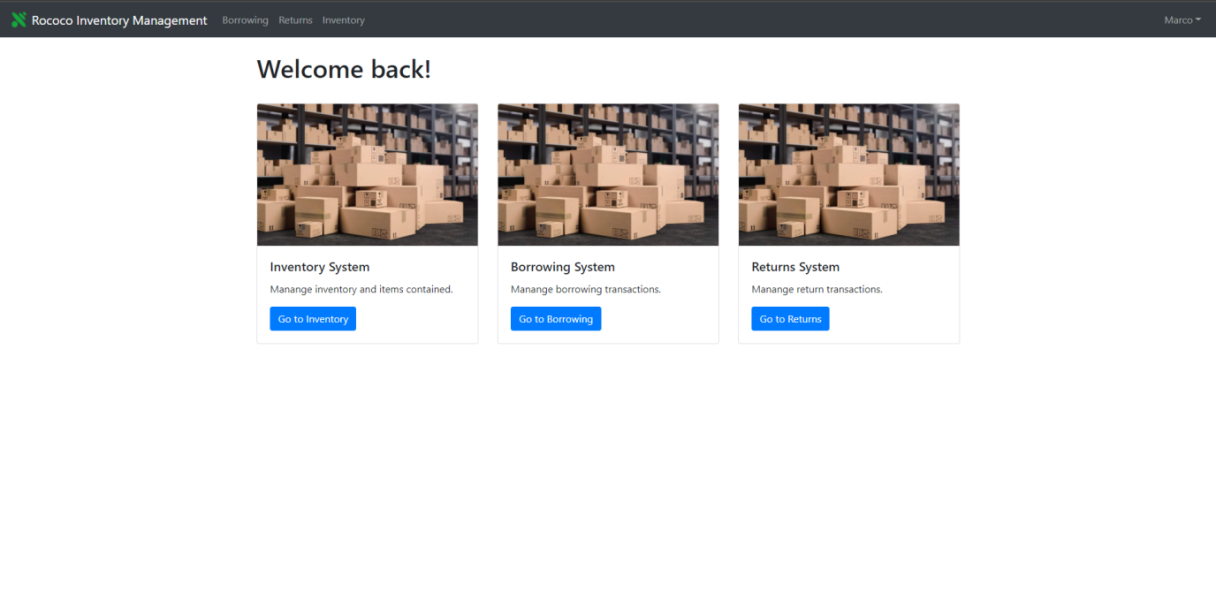 Rococo Inventory Management Borrowing Returns Inventory Marco
Welcome back!
Inventory System
Manange inventory and items contained.
Go to Inventory
Borrowing System
Manange borrowing transactions.
Go to Borrowing
Returns System
Manange return transactions.
Go to Returns